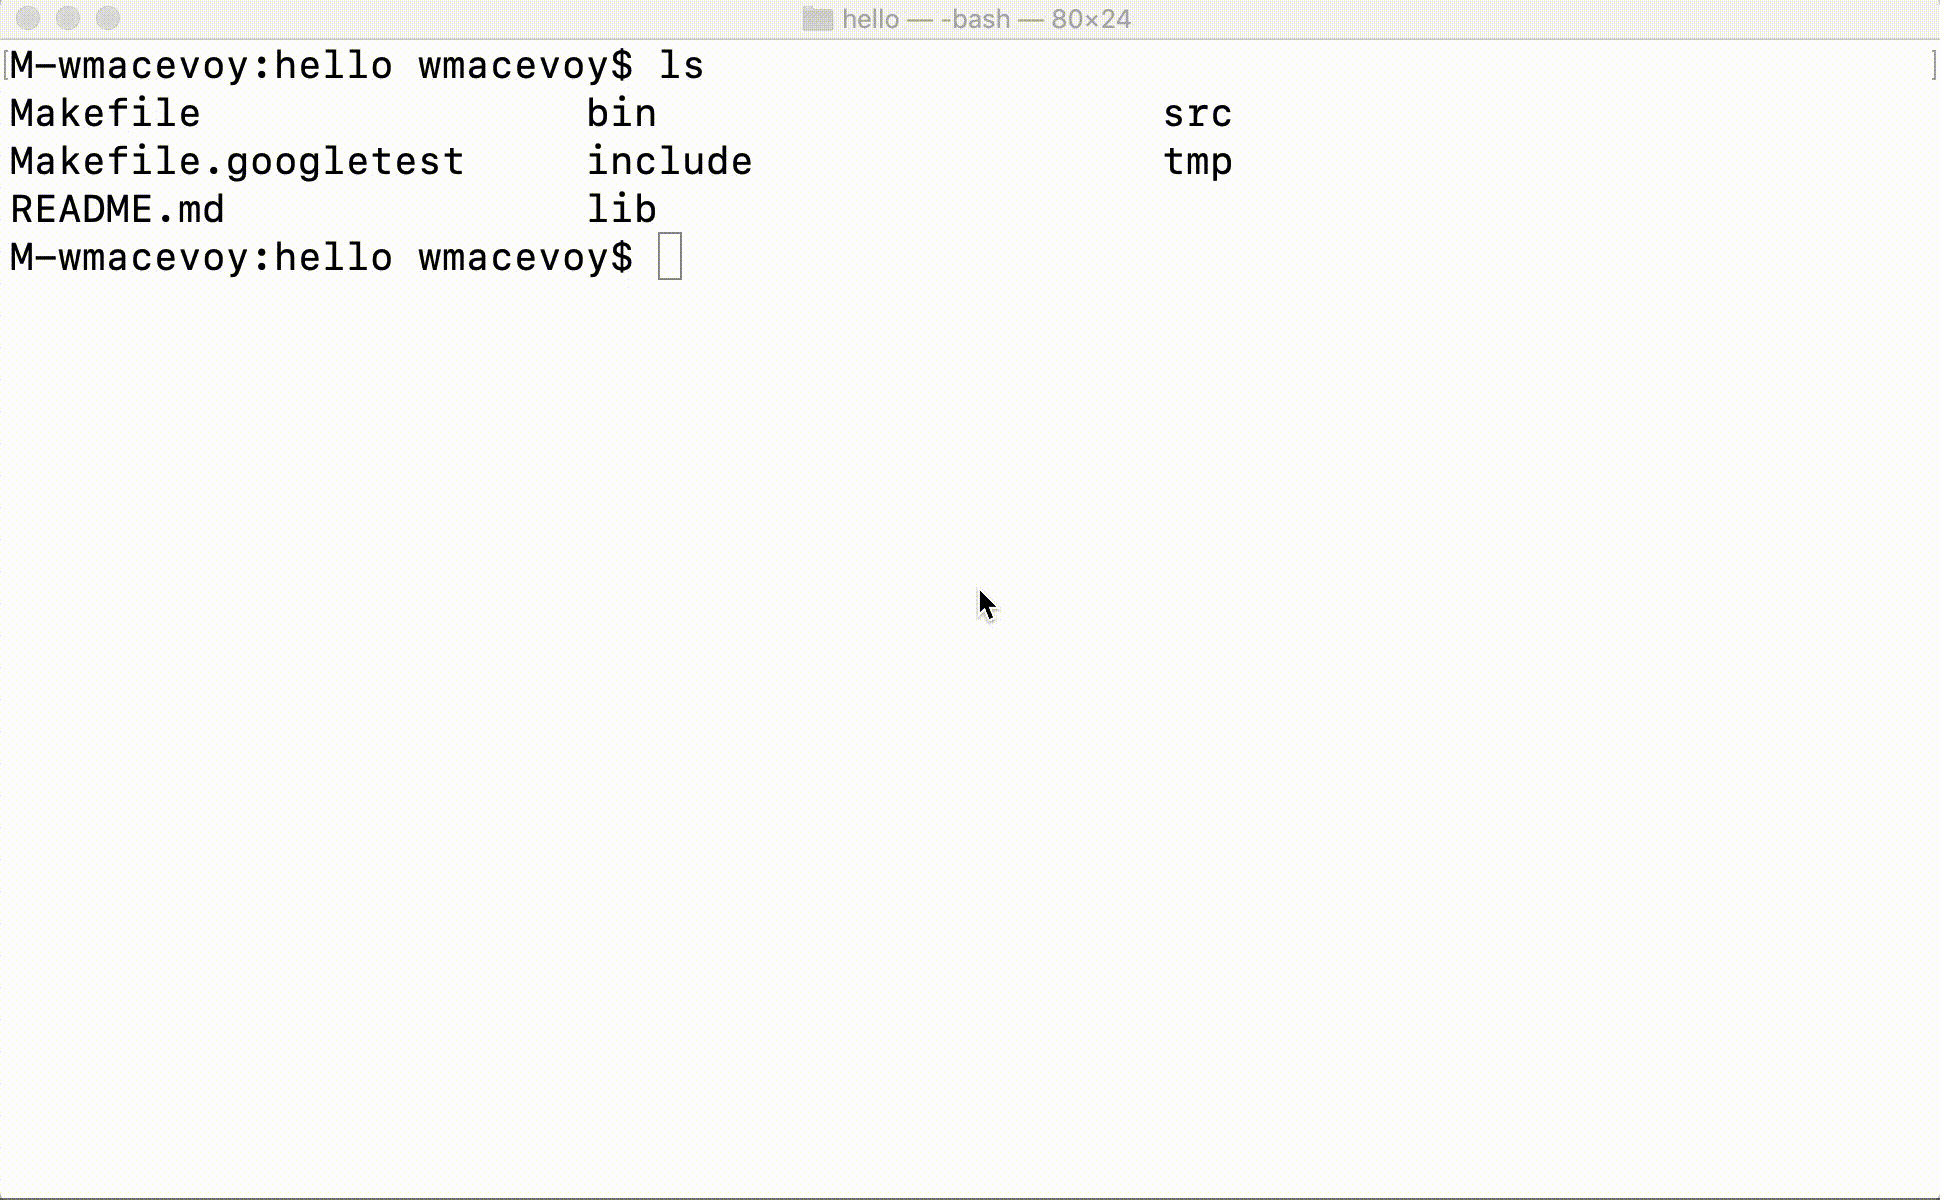 hello — -bash — 80×24
M-wmacevoy:hello wmacevoy$ ls
Makefile bin src
Makefile.googletest include tmp
README.md lib
M-wmacevoy:hello wmacevoy$